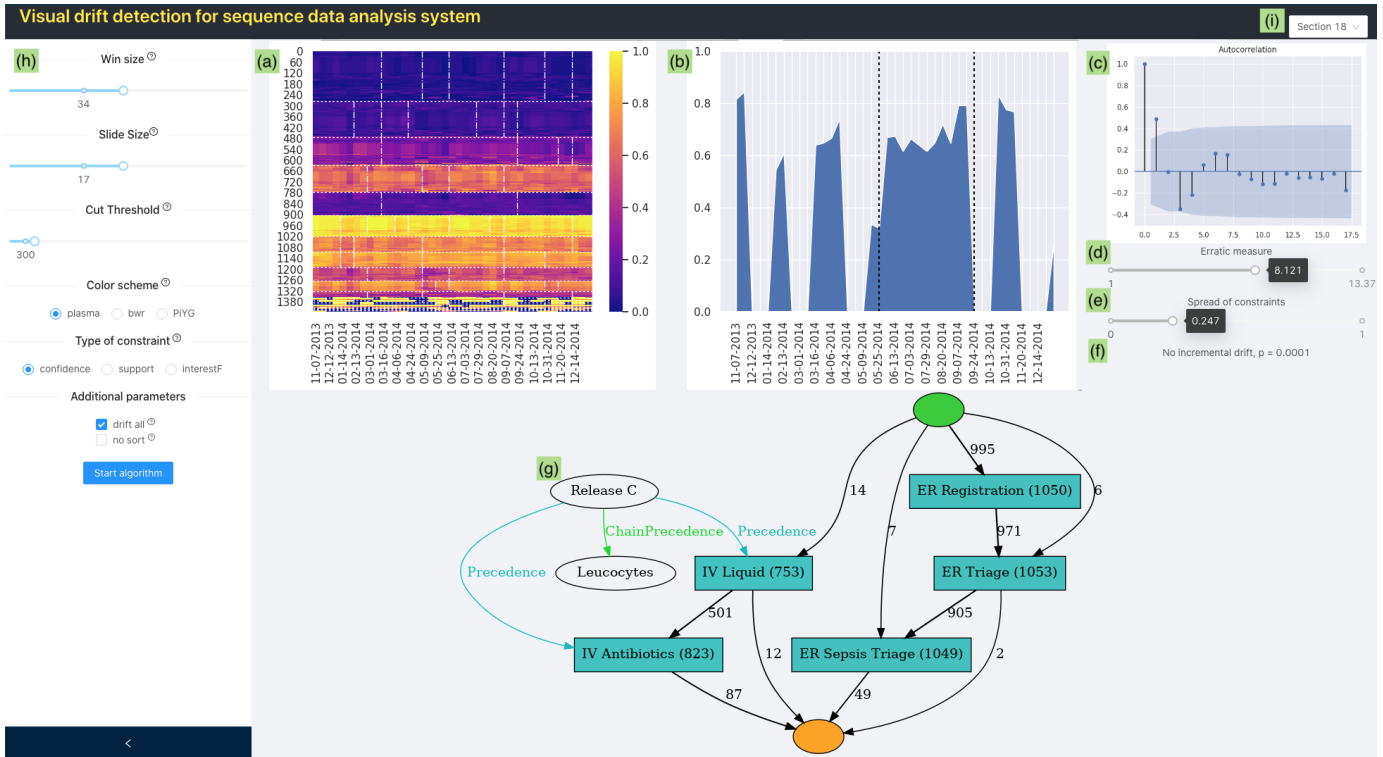 Visual drift detection for sequence data analysis system
(i)
Section 18
(h)
Win size
34
Slide Size
17
Cut Threshold
300
Color scheme
plasma bwr PiYG
Type of constraint
confidence support interestF
Additional parameters
drift all
no sort
Start algorithm
<
(a)
0
60
120
180
240
300
360
420
480
540
600
660
720
780
840
900
960
1020
1080
1140
1200
1260
1320
1380
1.0
0.8
0.6
0.4
0.2
0.0
11-07-2013
12-12-2013
01-14-2014
02-13-2014
03-01-2014
03-16-2014
04-06-2014
04-26-2014
05-09-2014
05-25-2014
06-13-2014
07-03-2014
07-29-2014
08-20-2014
09-07-2014
09-24-2014
10-13-2014
10-31-2014
11-20-2014
12-14-2014
(b)
1.0
0.8
0.6
0.4
0.2
0.0
11-07-2013
12-12-2013
01-14-2014
02-13-2014
03-01-2014
03-16-2014
04-06-2014
04-26-2014
05-09-2014
05-25-2014
06-13-2014
07-03-2014
07-29-2014
08-20-2014
09-07-2014
09-24-2014
10-13-2014
10-31-2014
11-20-2014
12-14-2014
(c)
Autocorrelation
1.0
0.8
0.6
0.4
0.2
0.0
−0.2
−0.4
0.0 2.5 5.0 7.5 10.0 12.5 15.0 17.5
(d)
Erratic measure
8.121
1 13.37
(e)
Spread of constraints
0.247
0 1
(f)
No incremental drift, p = 0.0001
(g)
995
Release C
14
ER Registration (1050)
6
7
ChainPrecedence
Precedence
971
Precedence
Leucocytes
IV Liquid (753)
ER Triage (1053)
501
905
IV Antibiotics (823)
12
ER Sepsis Triage (1049)
2
87
49